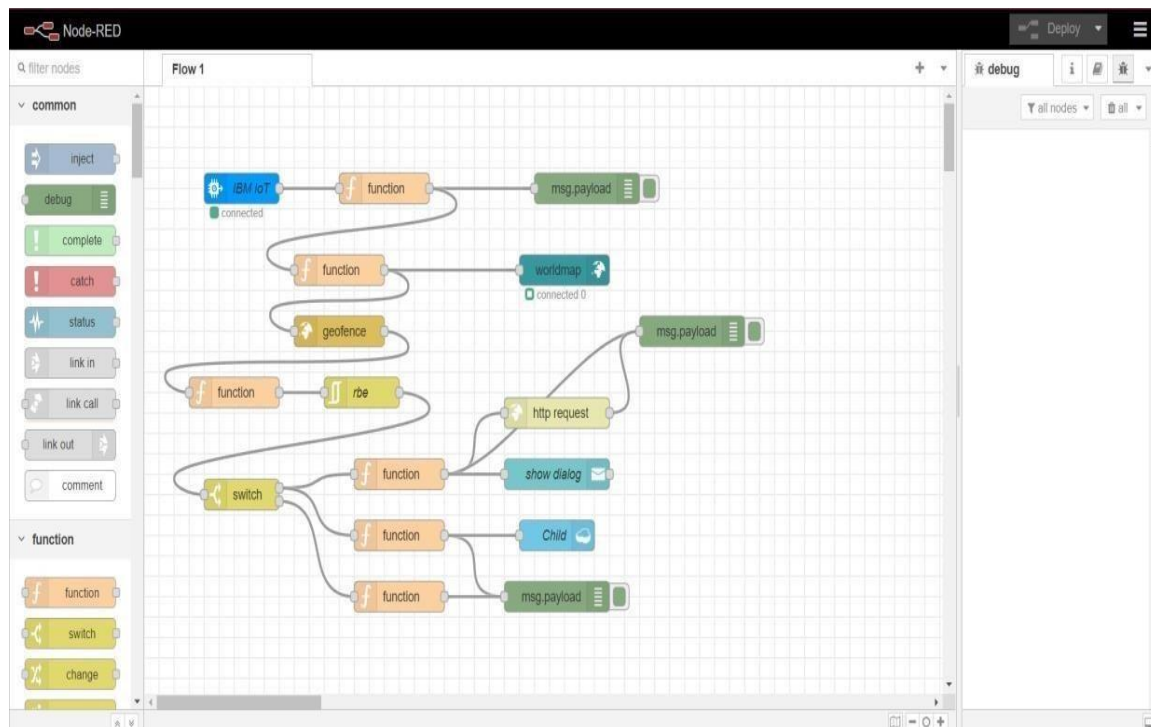 Node-RED
Deploy
filter nodes
Flow 1
debug
i
all nodes
all
common
inject
debug
complete
catch
status
link in
link call
link out
comment
function
function
switch
change
IBM IoT
connected
function
msg.payload
function
worldmap
connected 0
geofence
msg.payload
function
rbe
http request
switch
function
show dialog
function
Child
function
msg.payload